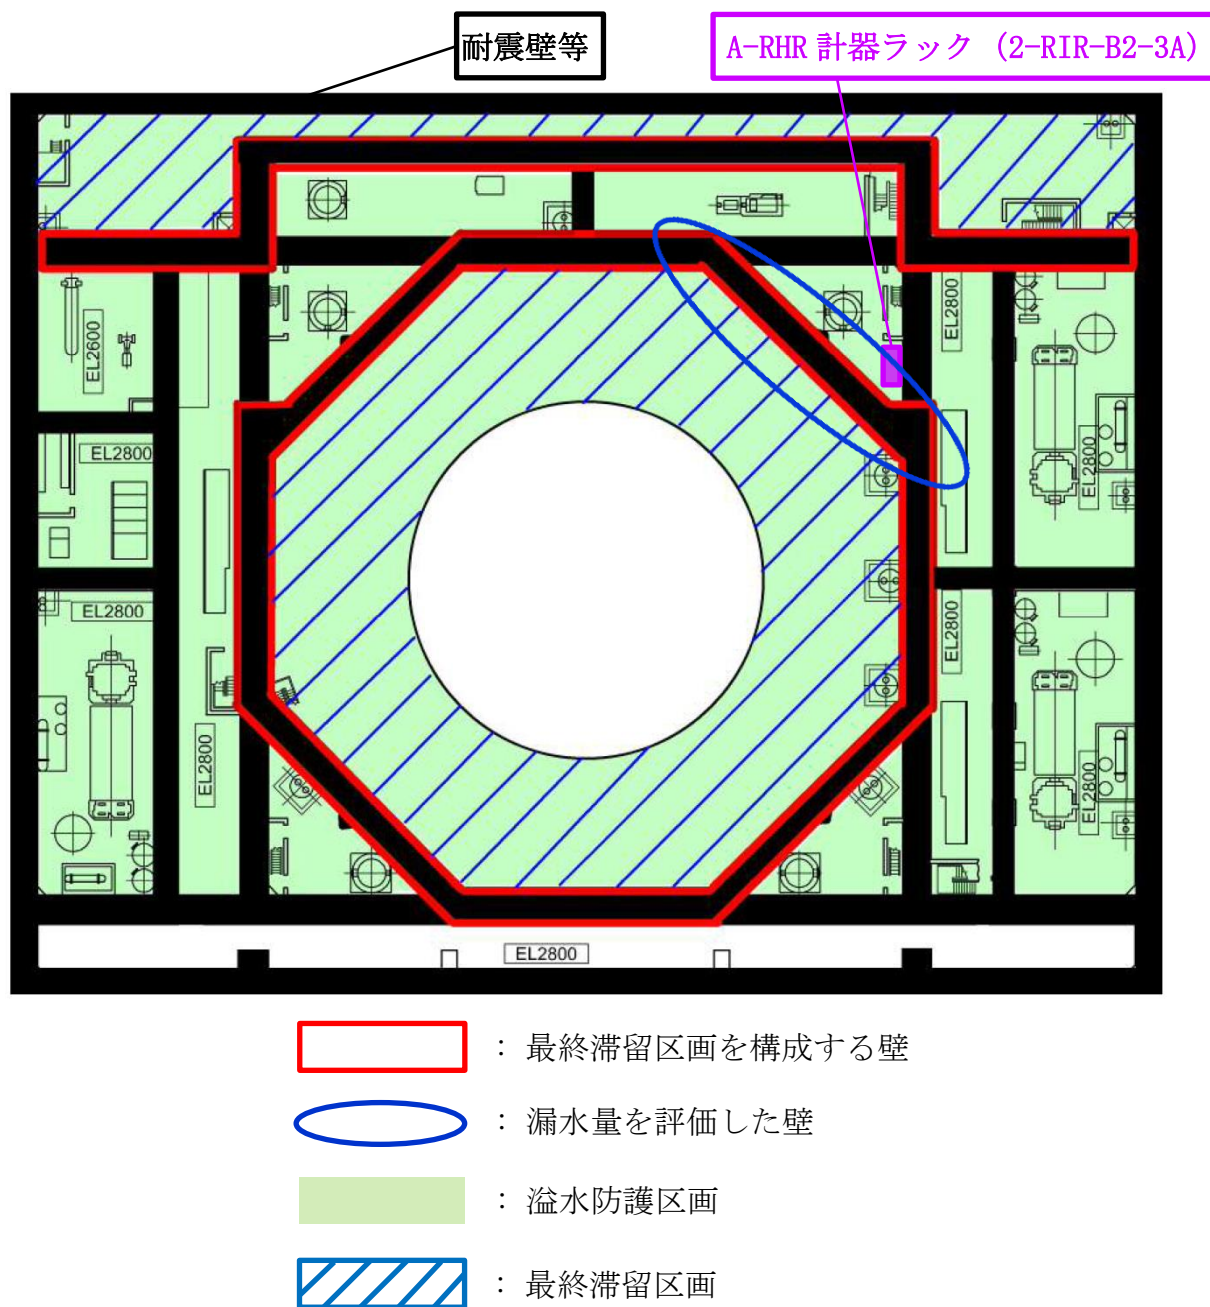 耐震壁等
A-RHR 計器ラック (2-RIR-B2-3A)
EL2600
EL2800
EL2800
EL2800
EL2800
EL2800
EL2800
EL2800
EL2800
EL2800
： 最終滞留区画を構成する壁
： 漏水量を評価した壁
： 溢水防護区画
： 最終滞留区画